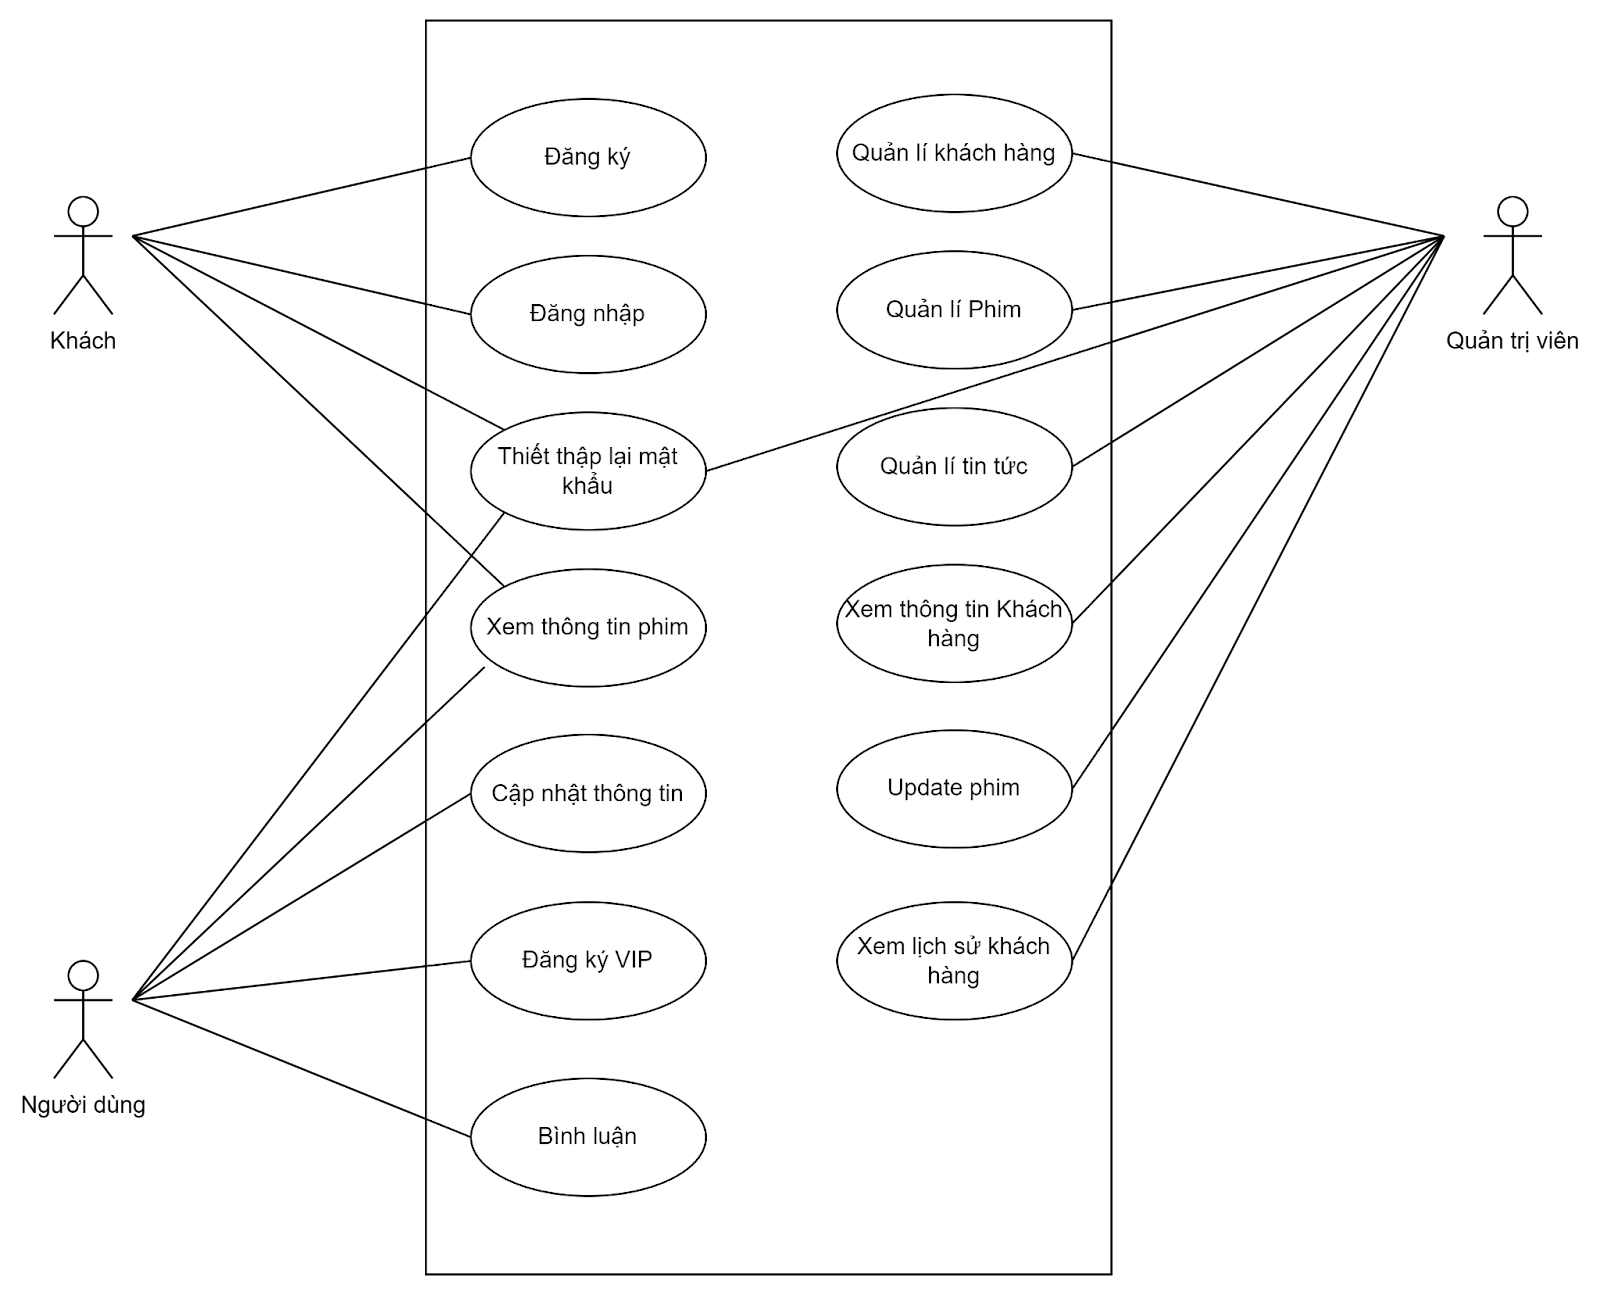 Đăng ký
Quản lí khách hàng
Đăng nhập
Quản lí Phim
Khách
Quản trị viên
Thiết thập lại mật
khẩu
Quản lí tin tức
Xem thông tin phim
Xem thông tin Khách
hàng
Cập nhật thông tin
Update phim
Đăng ký VIP
Xem lịch sử khách
hàng
Người dùng
Bình luận